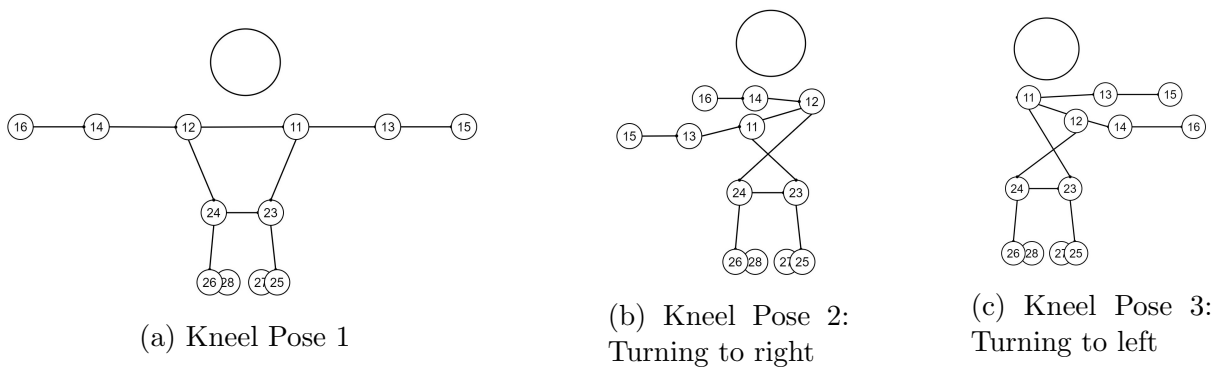 16 14 12 11 13 15
24 23
26 28 27 25
(a) Kneel Pose 1
16 14 12
15 13 11
24 23
26 28 27 25
(b) Kneel Pose 2:
Turning to right
11 13 15
12 14 16
24 23
26 28 27 25
(c) Kneel Pose 3:
Turning to left